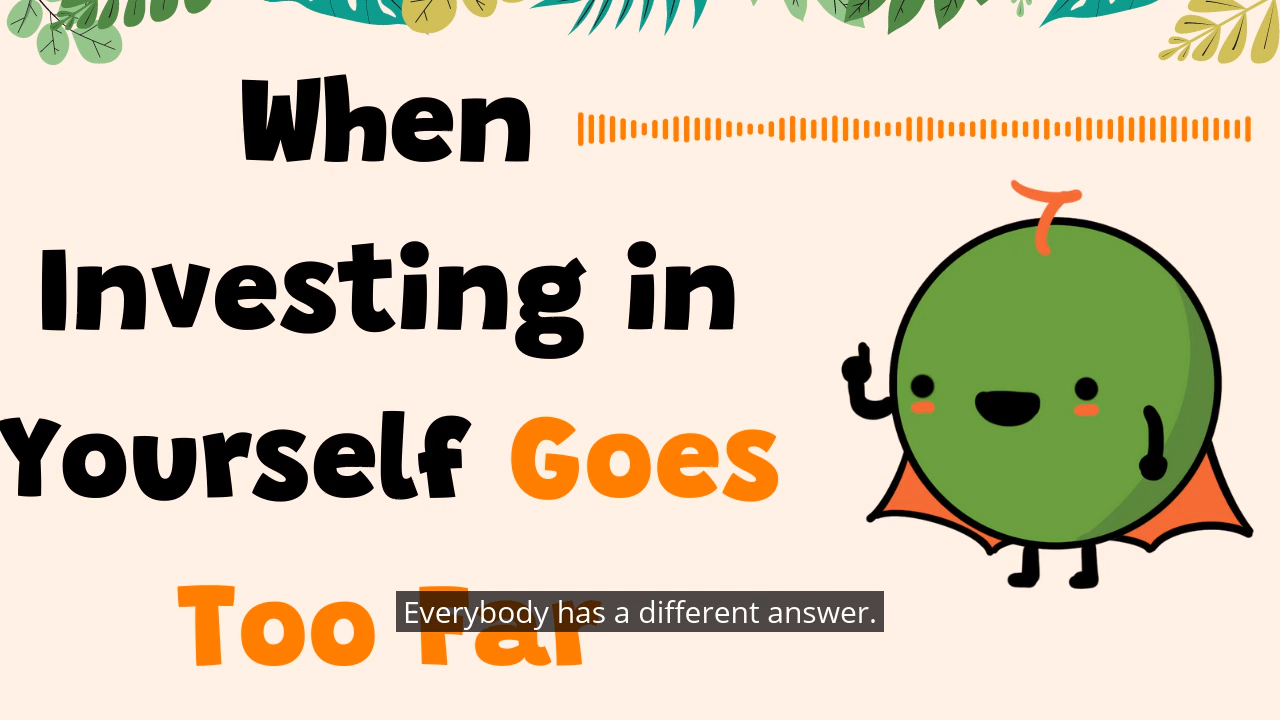 When
Investing in
Yourself Goes
Too Far
Everybody has a different answer.